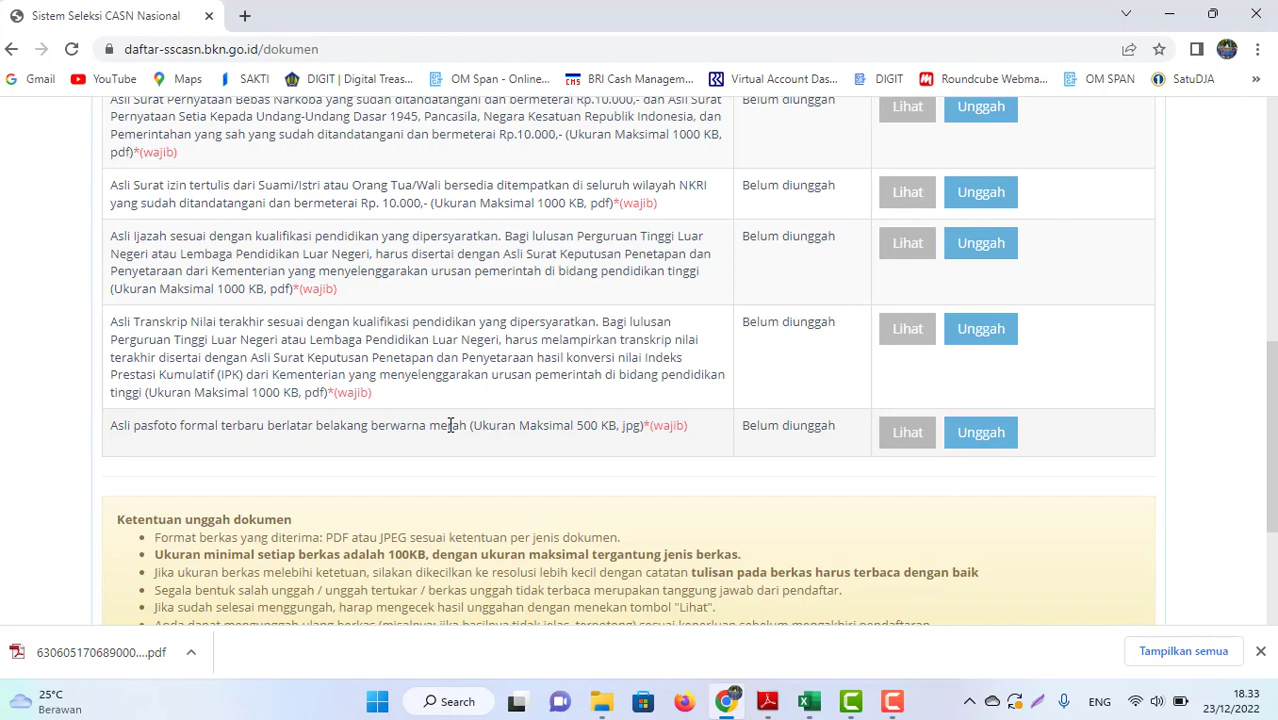 Sistem Seleksi CASN Nasional
daftar-sscasn.bkn.go.id/dokumen
Gmail YouTube Maps SAKTI DIGIT | Digital Treas... OM Span - Online... BRI Cash Managem... Virtual Account Das... DIGIT Roundcube Webma... OM SPAN SatuDJA »
Asli Surat Pernyataan Bebas Narkoba yang sudah ditandatangani dan bermeterai Rp.10.000,- dan Asli Surat
Pernyataan Setia Kepada Undang-Undang Dasar 1945, Pancasila, Negara Kesatuan Republik Indonesia, dan
Pemerintahan yang sah yang sudah ditandatangani dan bermeterai Rp.10.000,- (Ukuran Maksimal 1000 KB,
pdf)*(wajib)
Belum diunggah
Lihat Unggah
Asli Surat izin tertulis dari Suami/Istri atau Orang Tua/Wali bersedia ditempatkan di seluruh wilayah NKRI
yang sudah ditandatangani dan bermeterai Rp. 10.000,- (Ukuran Maksimal 1000 KB, pdf)*(wajib)
Belum diunggah
Lihat Unggah
Asli Ijazah sesuai dengan kualifikasi pendidikan yang dipersyaratkan. Bagi lulusan Perguruan Tinggi Luar
Negeri atau Lembaga Pendidikan Luar Negeri, harus disertai dengan Asli Surat Keputusan Penetapan dan
Penyetaraan dari Kementerian yang menyelenggarakan urusan pemerintah di bidang pendidikan tinggi
(Ukuran Maksimal 1000 KB, pdf)*(wajib)
Belum diunggah
Lihat Unggah
Asli Transkrip Nilai terakhir sesuai dengan kualifikasi pendidikan yang dipersyaratkan. Bagi lulusan
Perguruan Tinggi Luar Negeri atau Lembaga Pendidikan Luar Negeri, harus melampirkan transkrip nilai
terakhir disertai dengan Asli Surat Keputusan Penetapan dan Penyetaraan hasil konversi nilai Indeks
Prestasi Kumulatif (IPK) dari Kementerian yang menyelenggarakan urusan pemerintah di bidang pendidikan
tinggi (Ukuran Maksimal 1000 KB, pdf)*(wajib)
Belum diunggah
Lihat Unggah
Asli pasfoto formal terbaru berlatar belakang berwarna merah (Ukuran Maksimal 500 KB, jpg)*(wajib)
Belum diunggah
Lihat Unggah
Ketentuan unggah dokumen
• Format berkas yang diterima: PDF atau JPEG sesuai ketentuan per jenis dokumen.
• Ukuran minimal setiap berkas adalah 100KB, dengan ukuran maksimal tergantung jenis berkas.
• Jika ukuran berkas melebihi ketetuan, silakan dikecilkan ke resolusi lebih kecil dengan catatan tulisan pada berkas harus terbaca dengan baik
• Segala bentuk salah unggah / unggah tertukar / berkas unggah tidak terbaca merupakan tanggung jawab dari pendaftar.
• Jika sudah selesai menggunggah, harap mengecek hasil unggahan dengan menekan tombol "Lihat".
• Anda dapat mengunggah ulang berkas (misalnya: jika hasilnya tidak jelas, terpotong) sesuai keperluan sebelum mengakhiri pendaftaran
630605170689000....pdf
Tampilkan semua
25°C
Berawan
Search
ENG
18.33
23/12/2022